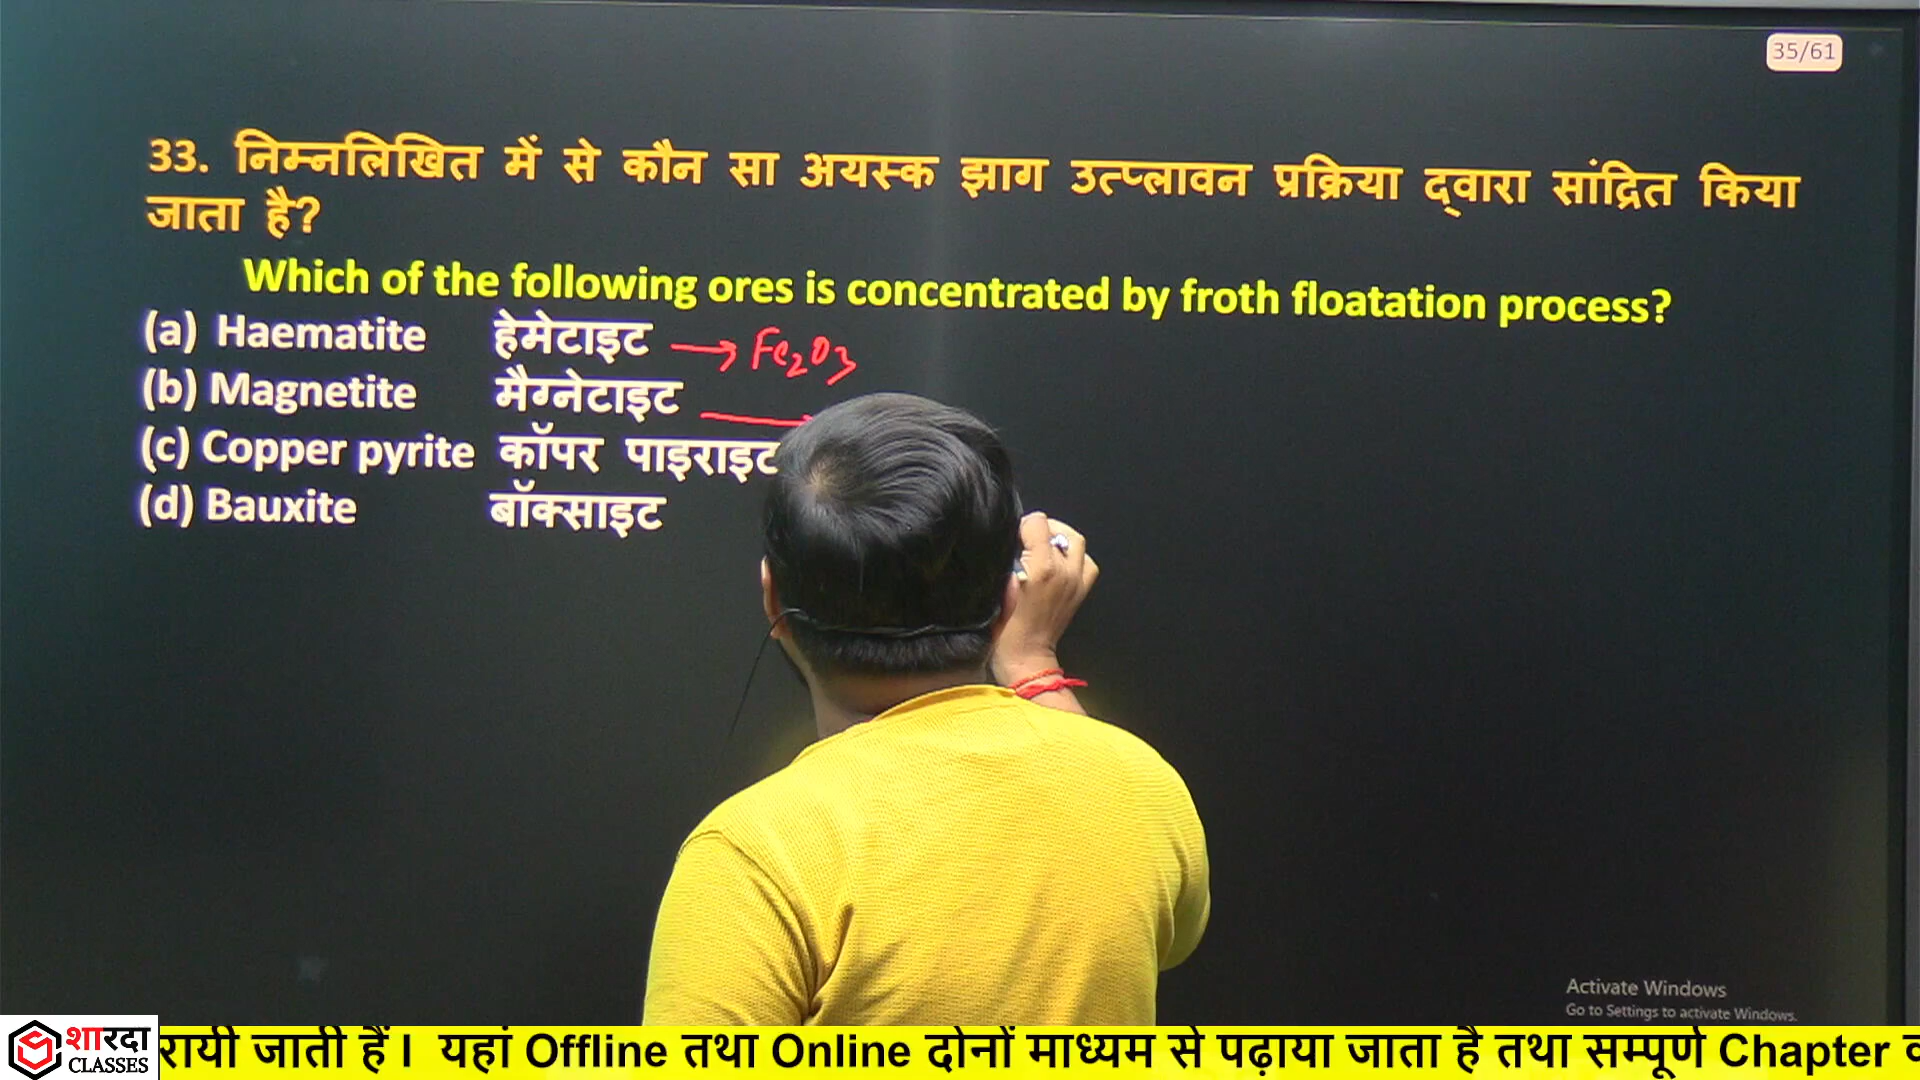 35/61
33. निम्नलिखित में से कौन सा अयस्क झाग उत्प्लावन प्रक्रिया द्वारा सांद्रित किया
जाता है?
Which of the following ores is concentrated by froth floatation process?
(a) Haematite हेमेटाइट → Fe₂O₃
(b) Magnetite मैग्नेटाइट
(c) Copper pyrite कॉपर पाइराइट
(d) Bauxite बॉक्साइट
Activate Windows
Go to Settings to activate Windows.
शारदा
CLASSES
रायी जाती हैं I यहां Offline तथा Online दोनों माध्यम से पढ़ाया जाता है तथा सम्पूर्ण Chapter